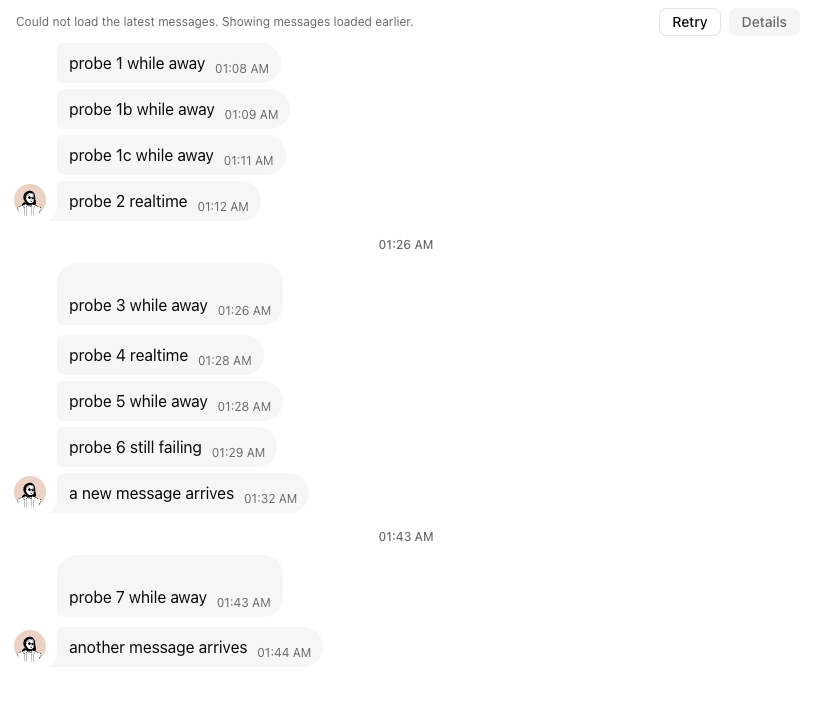 Could not load the latest messages. Showing messages loaded earlier.
Retry
Details
probe 1 while away 01:08 AM
probe 1b while away 01:09 AM
probe 1c while away 01:11 AM
probe 2 realtime 01:12 AM
01:26 AM
probe 3 while away 01:26 AM
probe 4 realtime 01:28 AM
probe 5 while away 01:28 AM
probe 6 still failing 01:29 AM
a new message arrives 01:32 AM
01:43 AM
probe 7 while away 01:43 AM
another message arrives 01:44 AM